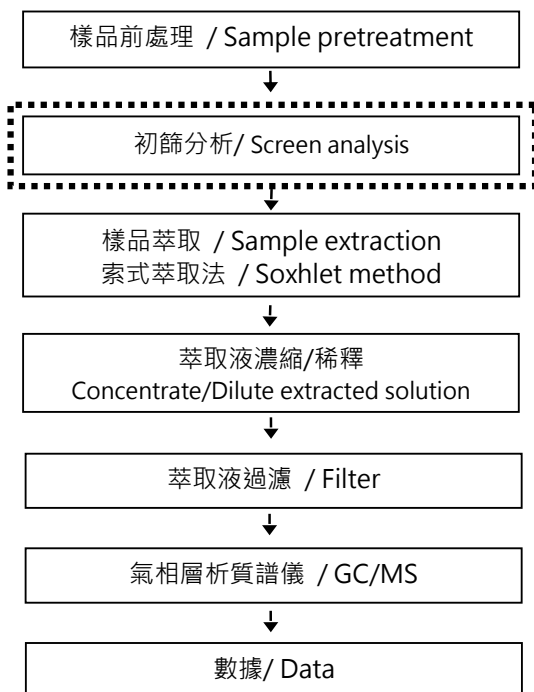 樣品前處理 / Sample pretreatment
初篩分析/ Screen analysis
樣品萃取 / Sample extraction
索式萃取法 / Soxhlet method
萃取液濃縮/稀釋
Concentrate/Dilute extracted solution
萃取液過濾 / Filter
氣相層析質譜儀 / GC/MS
數據/ Data